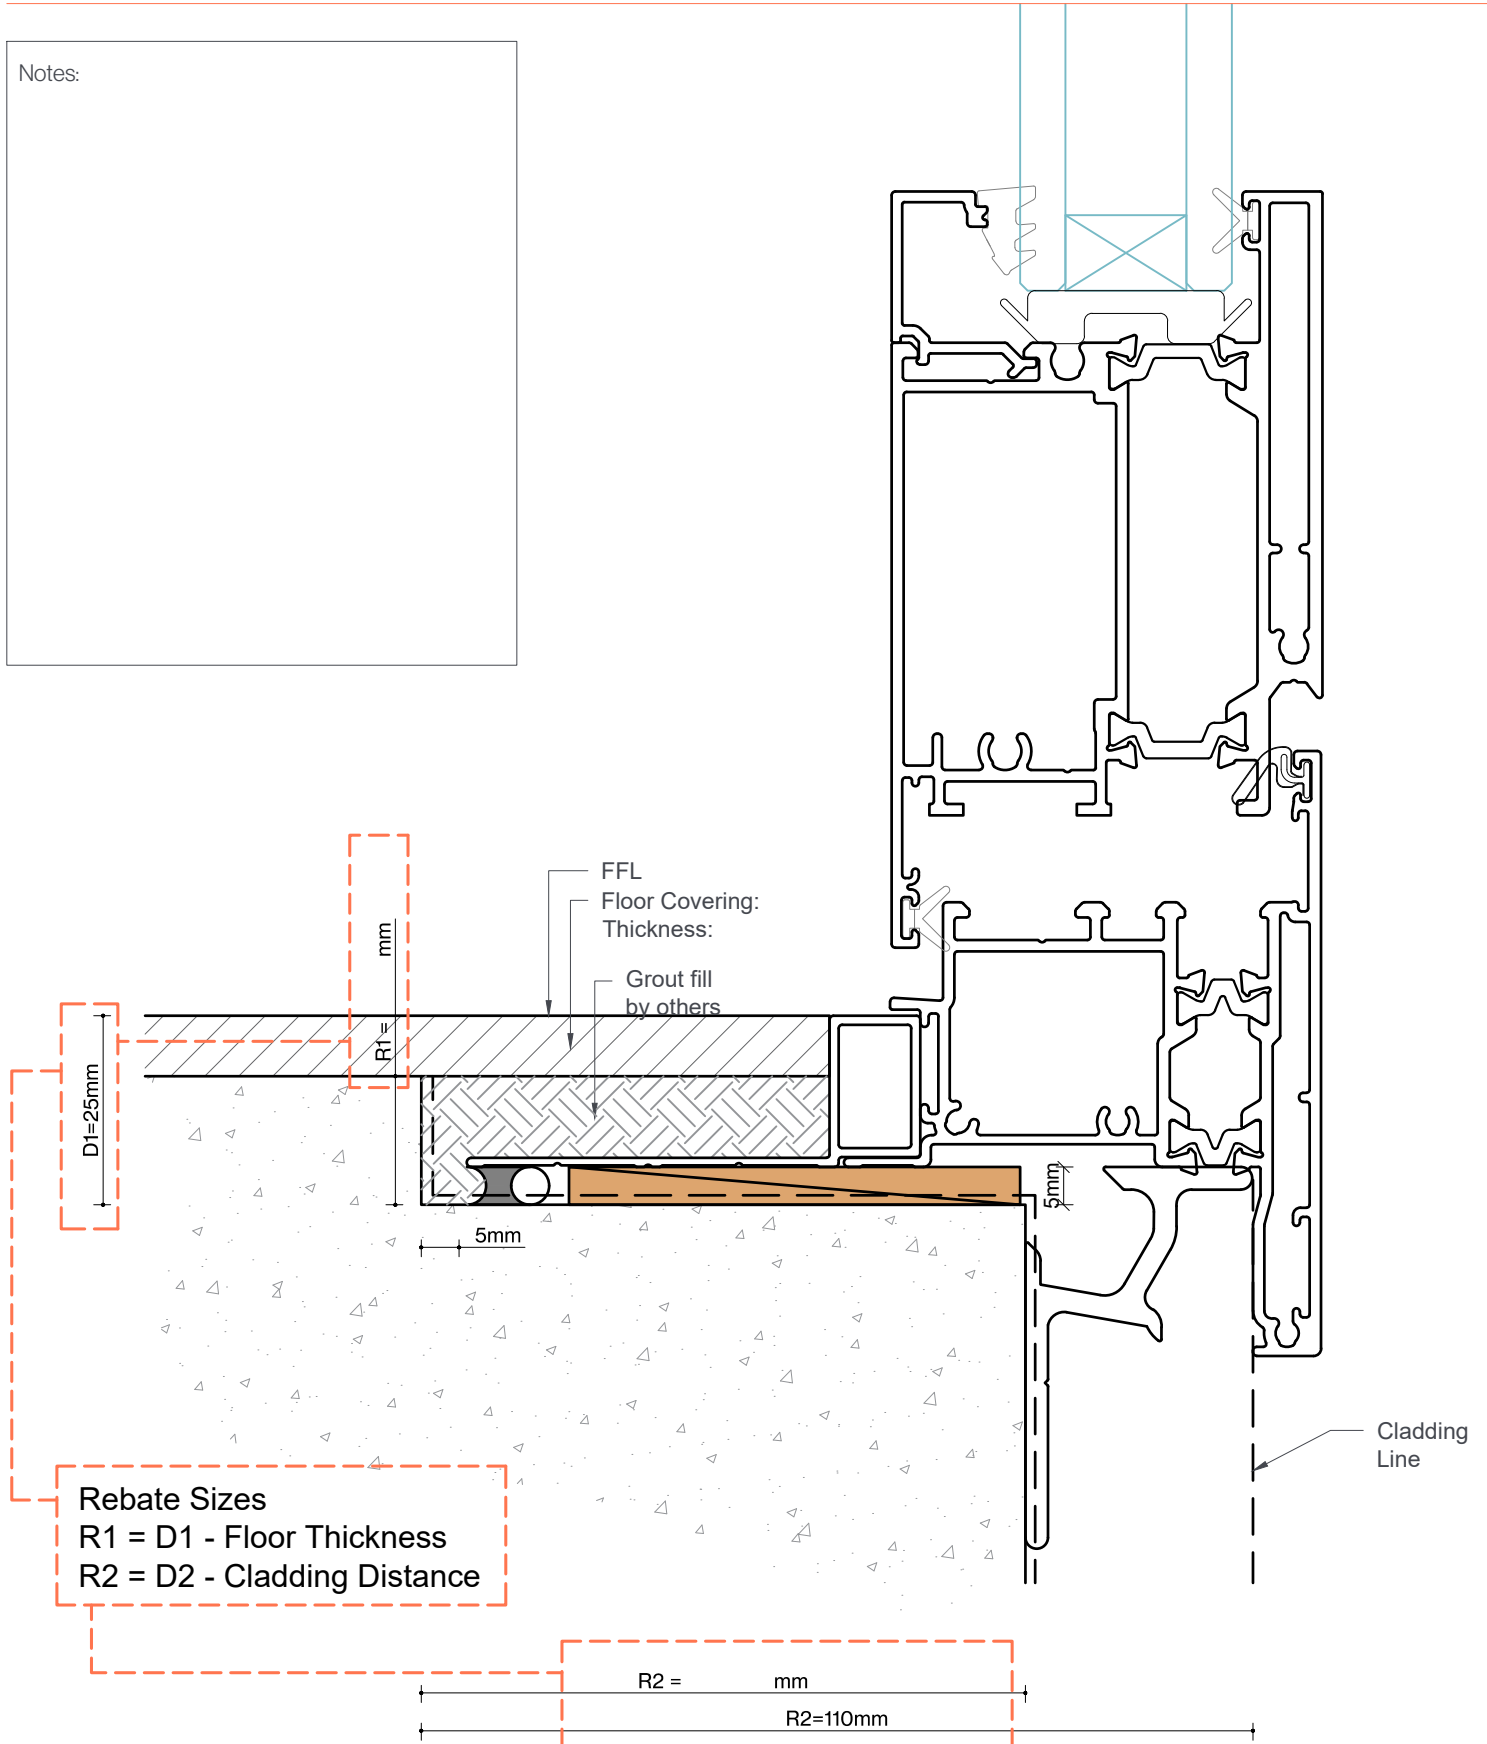 Notes:
FFL
Floor Covering:
Thickness:
Grout fill
by others
R1 = mm
D1=25mm
5mm
5mm
Cladding
Line
Rebate Sizes
R1 = D1 - Floor Thickness
R2 = D2 - Cladding Distance
R2 = mm
R2=110mm